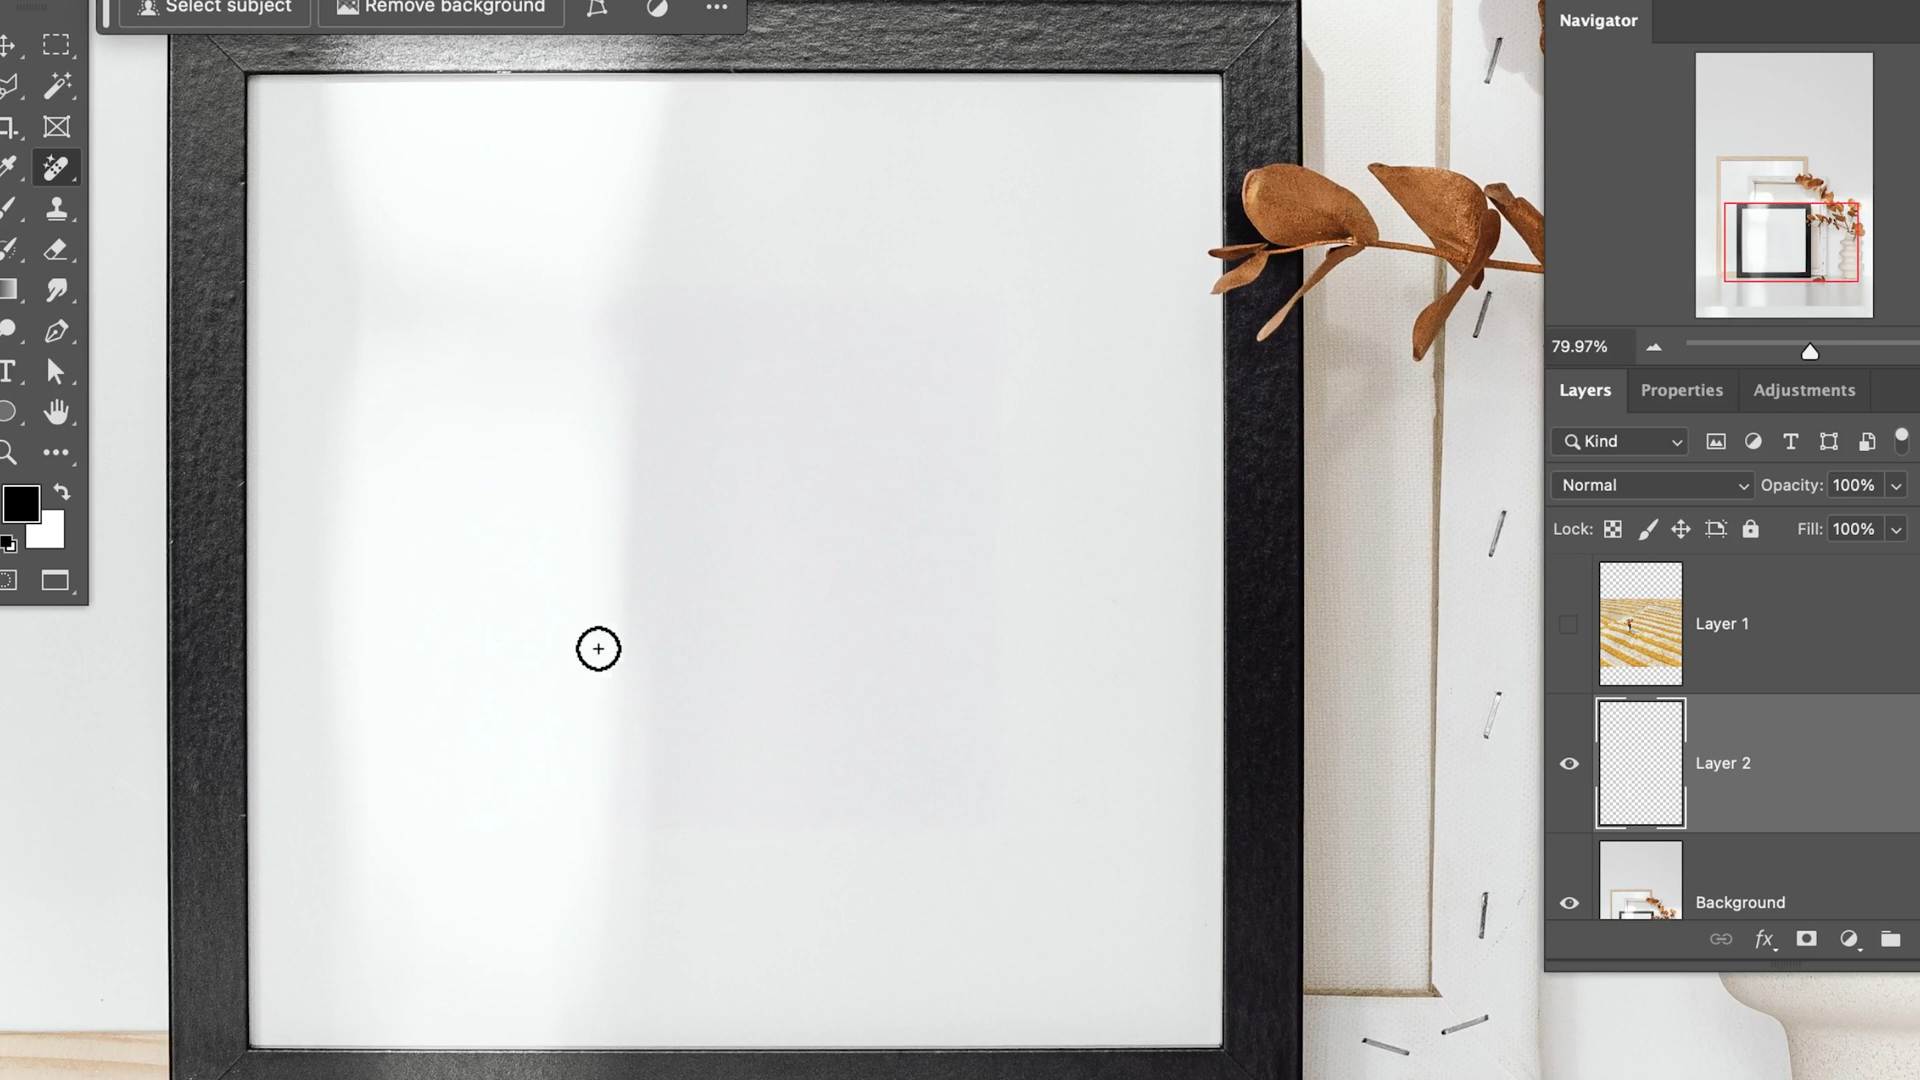 Select subject
Remove background
Navigator
79.97%
Layers
Properties
Adjustments
Kind
Normal
Opacity: 100%
Lock:
Fill: 100%
Layer 1
Layer 2
Background
fx